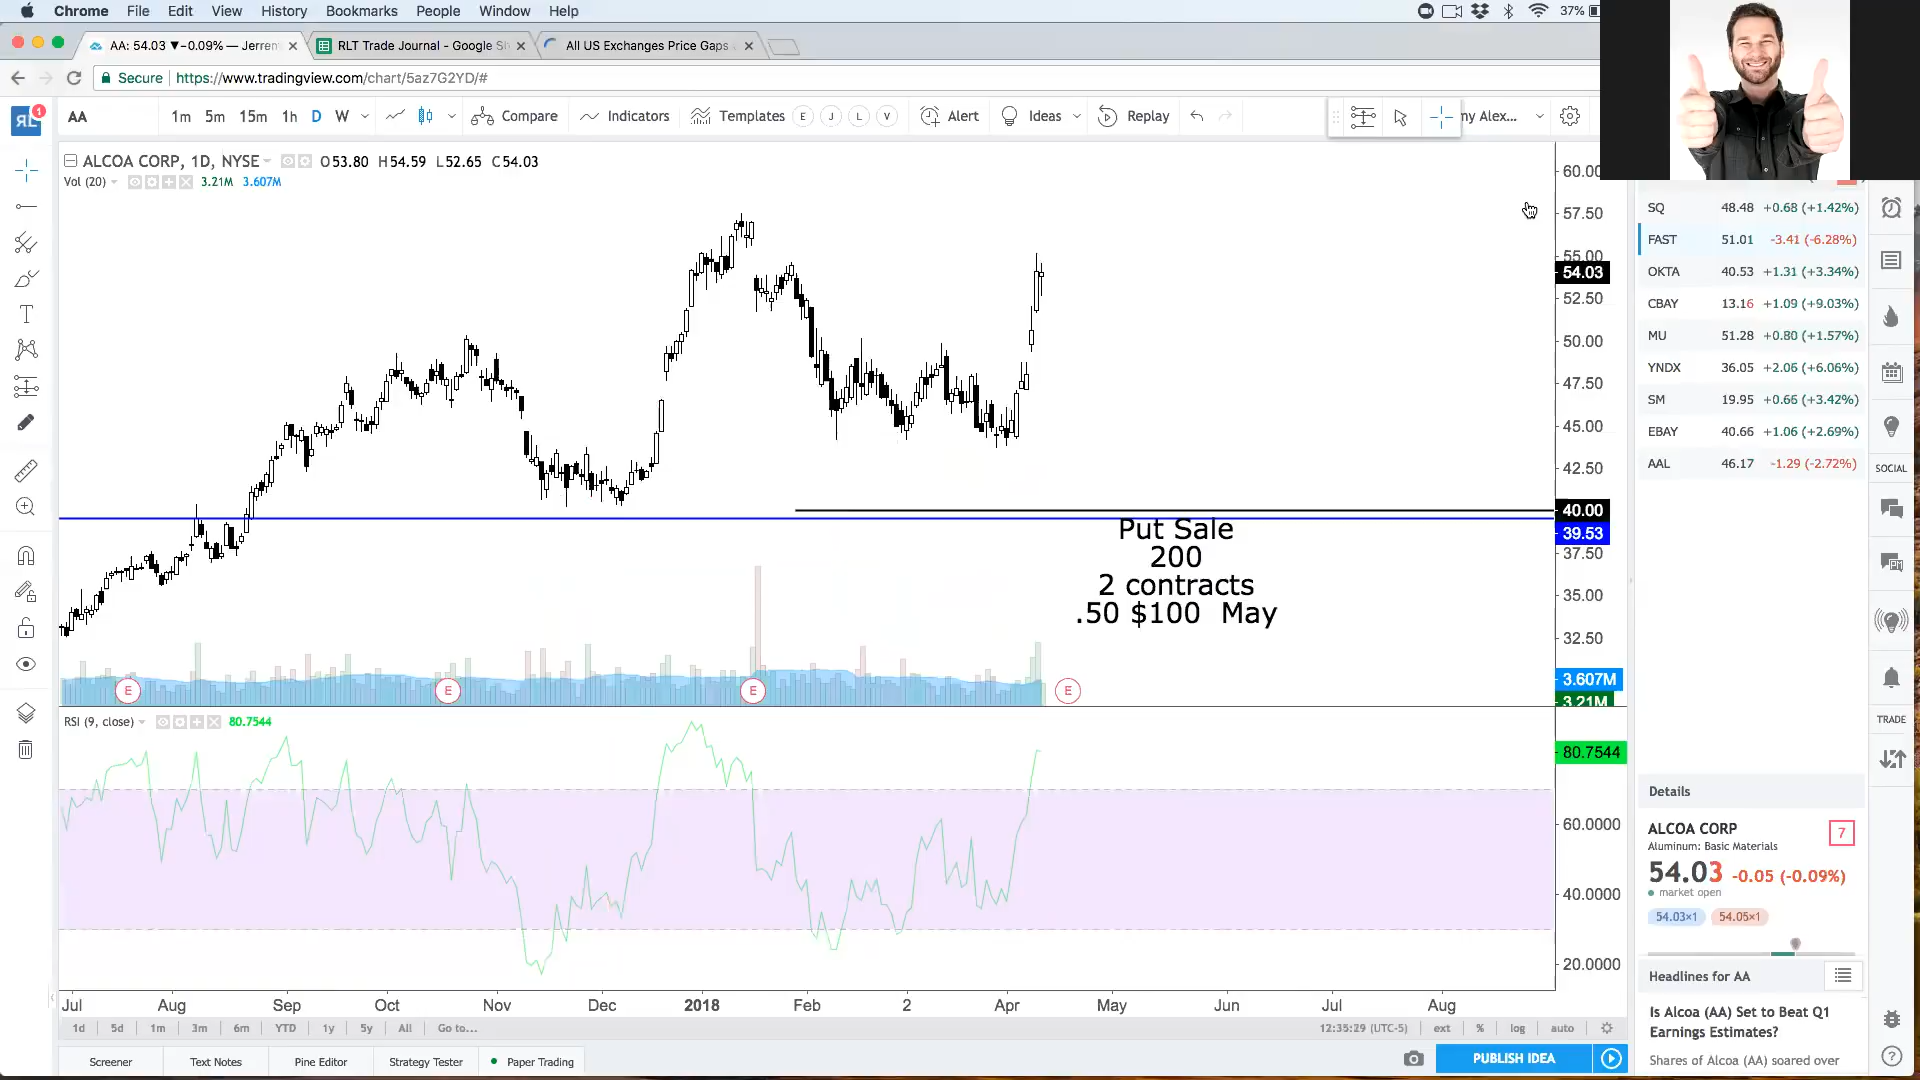 Chrome File Edit View History Bookmarks People Window Help 37%
AA: 54.03 ▼−0.09% — Jerrem
RLT Trade Journal - Google Sh
All US Exchanges Price Gaps
Secure | https://www.tradingview.com/chart/5az7G2YD/#
AA 1m 5m 15m 1h D W Compare Indicators Templates E J L V Alert Ideas Replay my Alex...
1
ALCOA CORP, 1D, NYSE O53.80 H54.59 L52.65 C54.03
Vol (20) 3.21M 3.607M
60.00
57.50
55.00
54.03
52.50
50.00
47.50
45.00
42.50
40.00
39.53
37.50
35.00
32.50
3.607M
3.21M
Put Sale
200
2 contracts
.50 $100 May
E E E E
RSI (9, close) 80.7544
80.7544
60.0000
40.0000
20.0000
Jul Aug Sep Oct Nov Dec 2018 Feb 2 Apr May Jun Jul Aug
1d 5d 1m 3m 6m YTD 1y 5y All Go to... 12:35:29 (UTC-5) ext % log auto
Screener Text Notes Pine Editor Strategy Tester Paper Trading PUBLISH IDEA
SQ 48.48 +0.68 (+1.42%)
FAST 51.01 -3.41 (-6.28%)
OKTA 40.53 +1.31 (+3.34%)
CBAY 13.16 +1.09 (+9.03%)
MU 51.28 +0.80 (+1.57%)
YNDX 36.05 +2.06 (+6.06%)
SM 19.95 +0.66 (+3.42%)
EBAY 40.66 +1.06 (+2.69%)
AAL 46.17 -1.29 (-2.72%)
SOCIAL
TRADE
Details
ALCOA CORP 7
Aluminum: Basic Materials
54.03 -0.05 (-0.09%)
market open
54.03×1 54.05×1
Headlines for AA
Is Alcoa (AA) Set to Beat Q1
Earnings Estimates?
Shares of Alcoa (AA) soared over